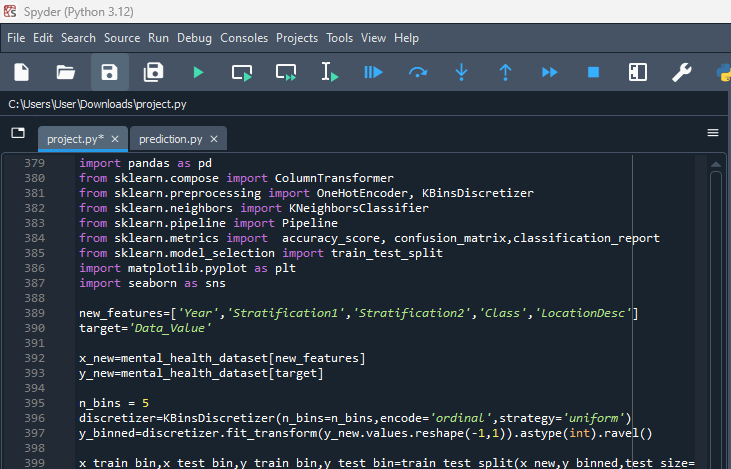 Spyder (Python 3.12)
File Edit Search Source Run Debug Consoles Projects Tools View Help
C:\Users\User\Downloads\project.py
project.py* prediction.py
379 import pandas as pd
380 from sklearn.compose import ColumnTransformer
381 from sklearn.preprocessing import OneHotEncoder, KBinsDiscretizer
382 from sklearn.neighbors import KNeighborsClassifier
383 from sklearn.pipeline import Pipeline
384 from sklearn.metrics import  accuracy_score, confusion_matrix,classification_report
385 from sklearn.model_selection import train_test_split
386 import matplotlib.pyplot as plt
387 import seaborn as sns
388
389 new_features=['Year','Stratification1','Stratification2','Class','LocationDesc']
390 target='Data_Value'
391
392 x_new=mental_health_dataset[new_features]
393 y_new=mental_health_dataset[target]
394
395 n_bins = 5
396 discretizer=KBinsDiscretizer(n_bins=n_bins,encode='ordinal',strategy='uniform')
397 y_binned=discretizer.fit_transform(y_new.values.reshape(-1,1)).astype(int).ravel()
398
399 x_train_bin,x_test_bin,y_train_bin,y_test_bin=train_test_split(x_new,y_binned,test_size=